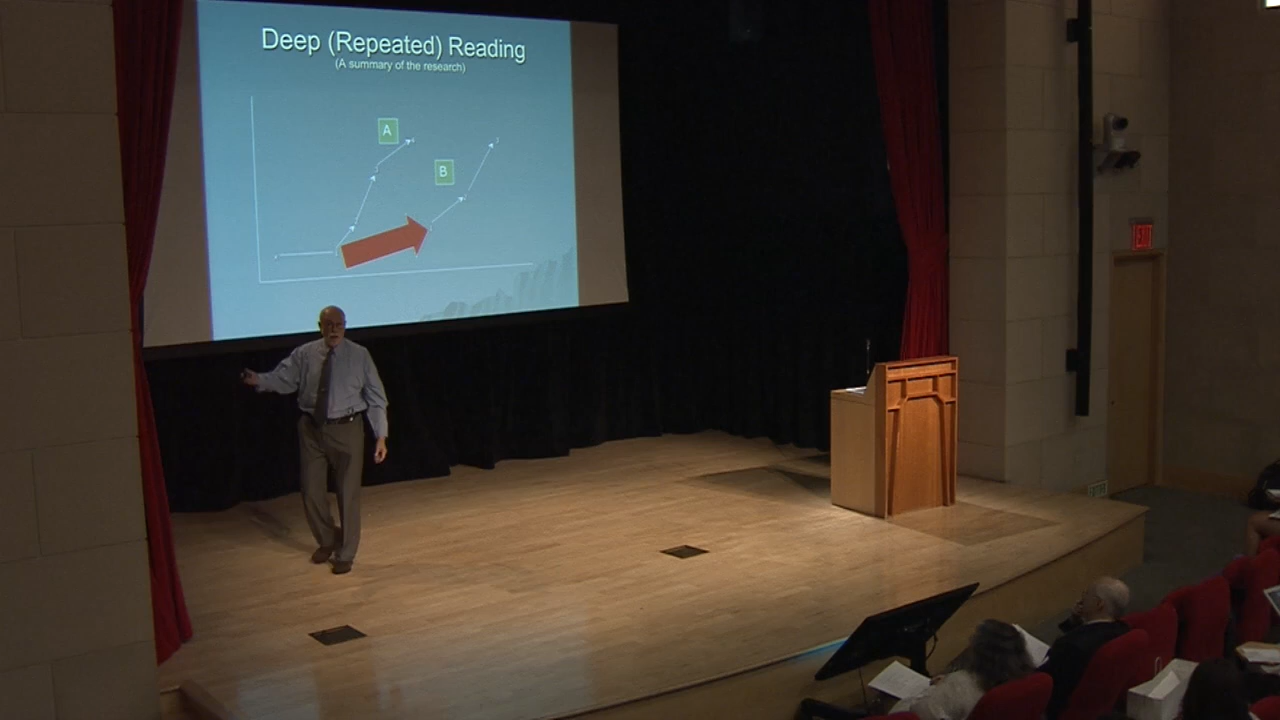 Deep (Repeated) Reading
(A summary of the research)
A
B
EXIT